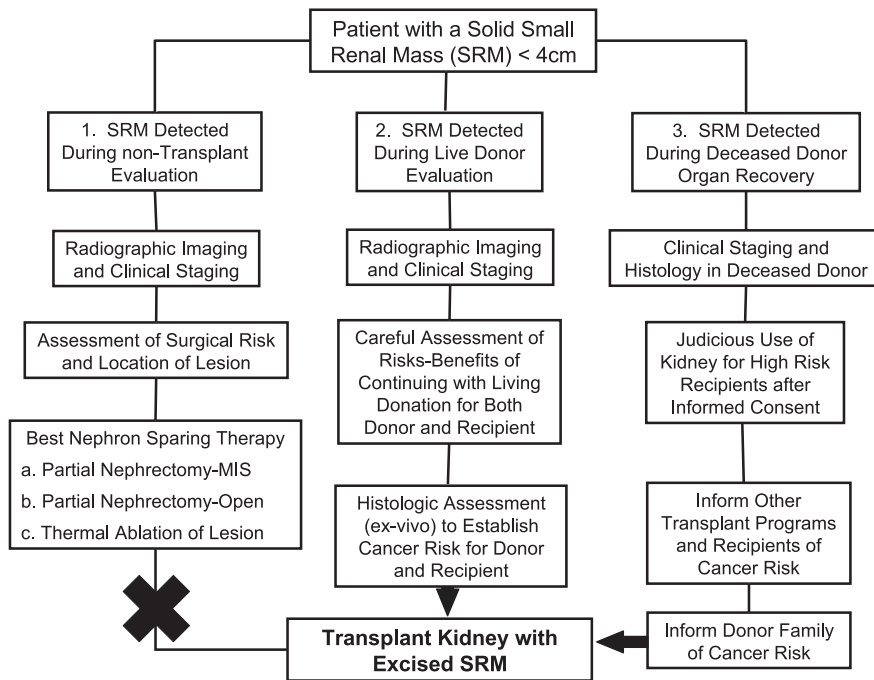 Patient with a Solid Small
Renal Mass (SRM) < 4cm
1. SRM Detected
During non-Transplant
Evaluation
2. SRM Detected
During Live Donor
Evaluation
3. SRM Detected
During Deceased Donor
Organ Recovery
Radiographic Imaging
and Clinical Staging
Radiographic Imaging
and Clinical Staging
Clinical Staging and
Histology in Deceased Donor
Assessment of Surgical Risk
and Location of Lesion
Careful Assessment of
Risks-Benefits of
Continuing with Living
Donation for Both
Donor and Recipient
Judicious Use of
Kidney for High Risk
Recipients after
Informed Consent
Best Nephron Sparing Therapy
a. Partial Nephrectomy-MIS
b. Partial Nephrectomy-Open
c. Thermal Ablation of Lesion
Histologic Assessment
(ex-vivo) to Establish
Cancer Risk for Donor
and Recipient
Inform Other
Transplant Programs
and Recipients of
Cancer Risk
Transplant Kidney with
Excised SRM
Inform Donor Family
of Cancer Risk